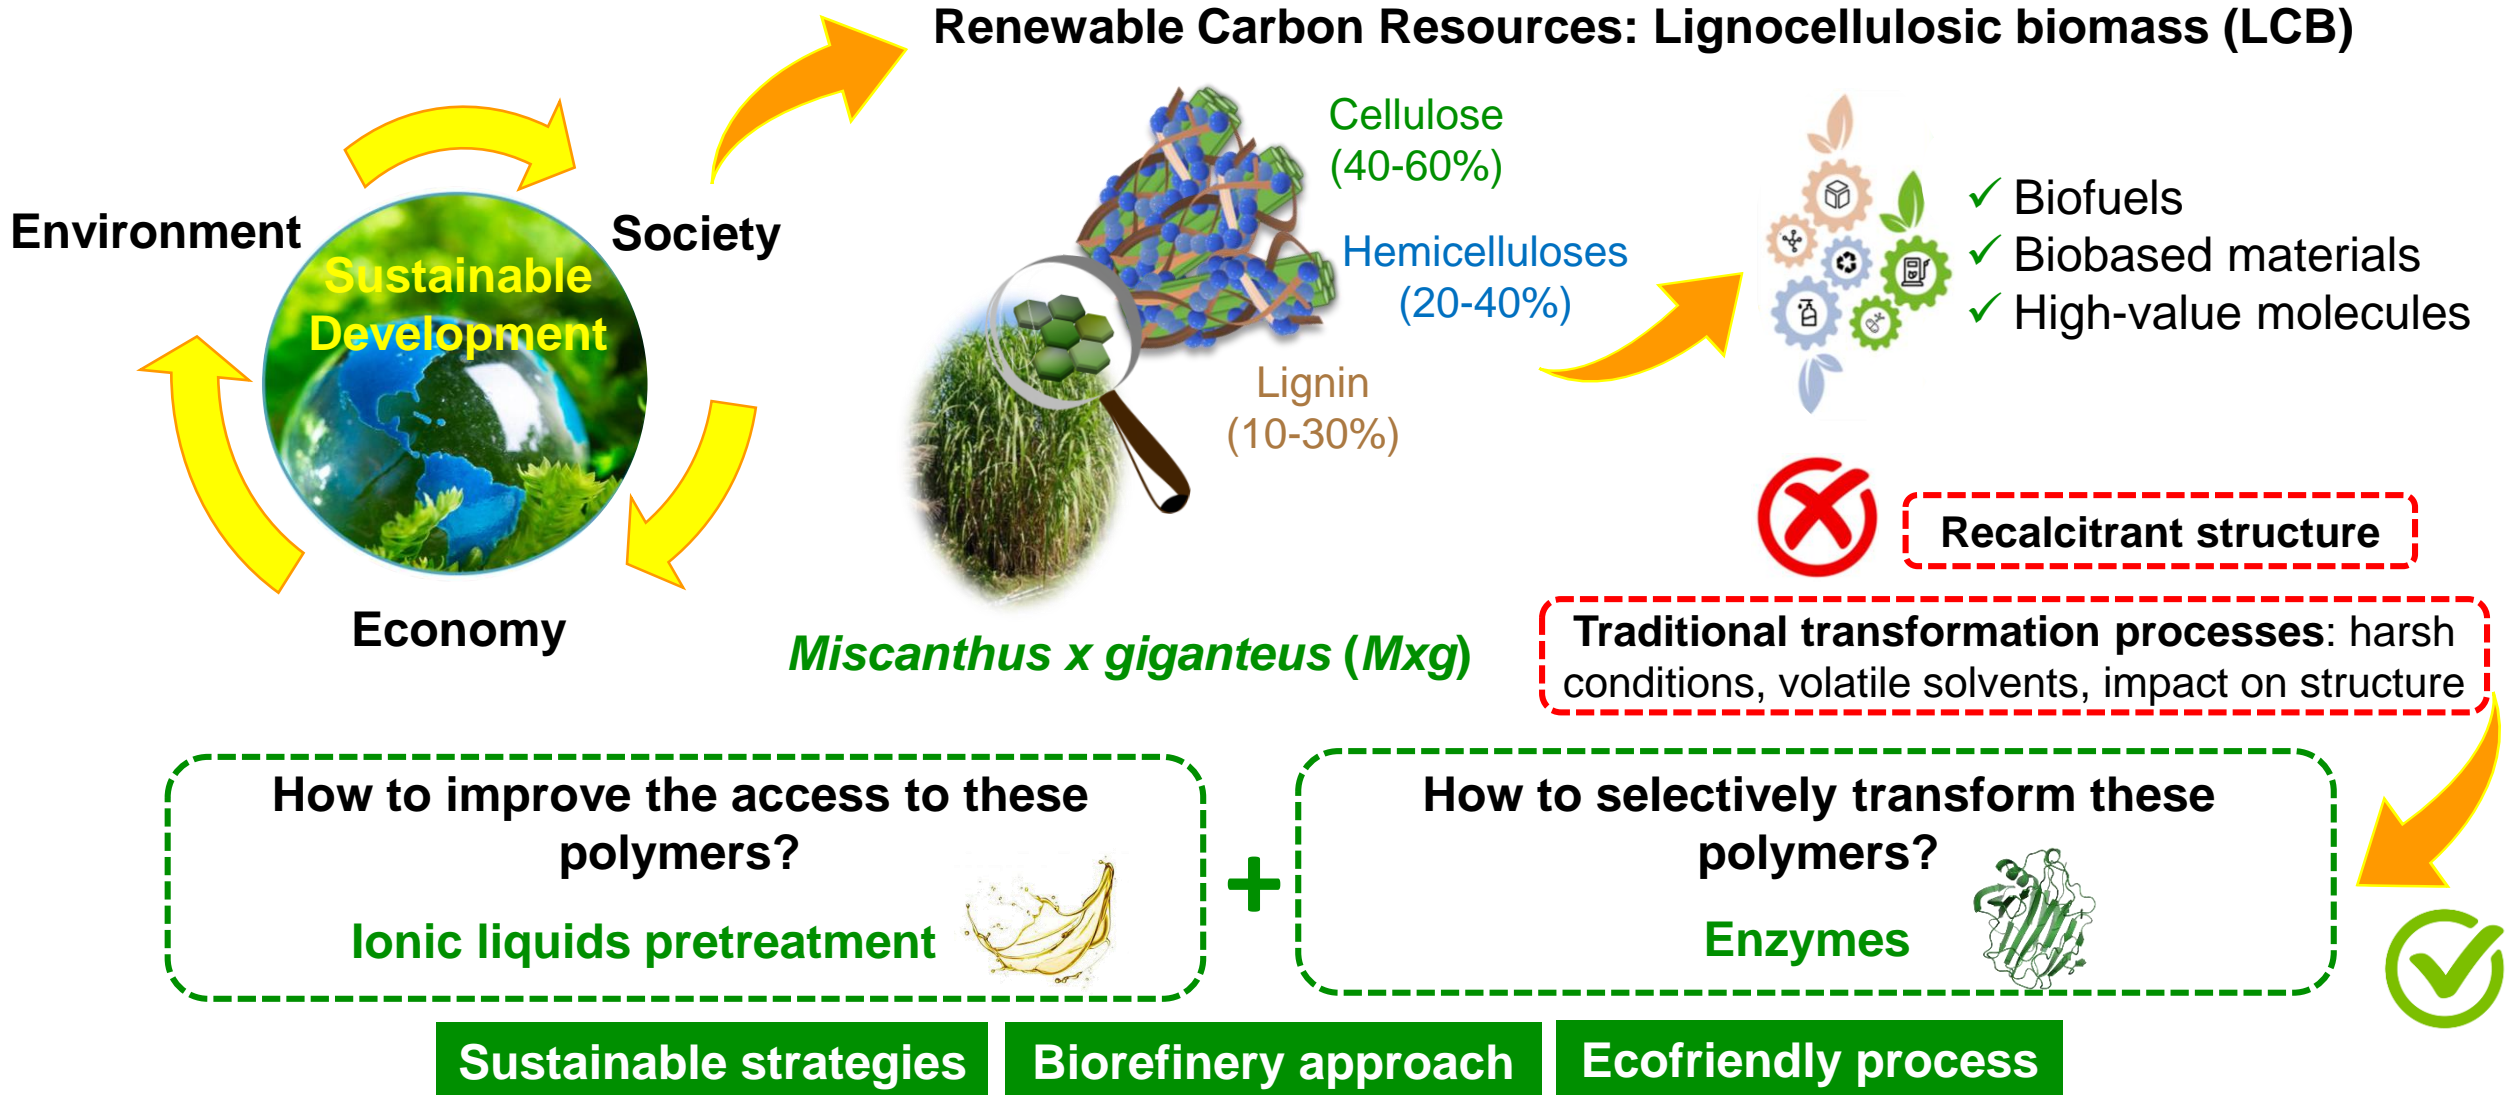 Renewable Carbon Resources: Lignocellulosic biomass (LCB)
Environment
Society
Sustainable
Development
Economy
Cellulose
(40-60%)
Hemicelluloses
(20-40%)
Lignin
(10-30%)
Miscanthus x giganteus (Mxg)
✓ Biofuels
✓ Biobased materials
✓ High-value molecules
Recalcitrant structure
Traditional transformation processes: harsh
conditions, volatile solvents, impact on structure
How to improve the access to these
polymers?
Ionic liquids pretreatment
+
How to selectively transform these
polymers?
Enzymes
Sustainable strategies
Biorefinery approach
Ecofriendly process